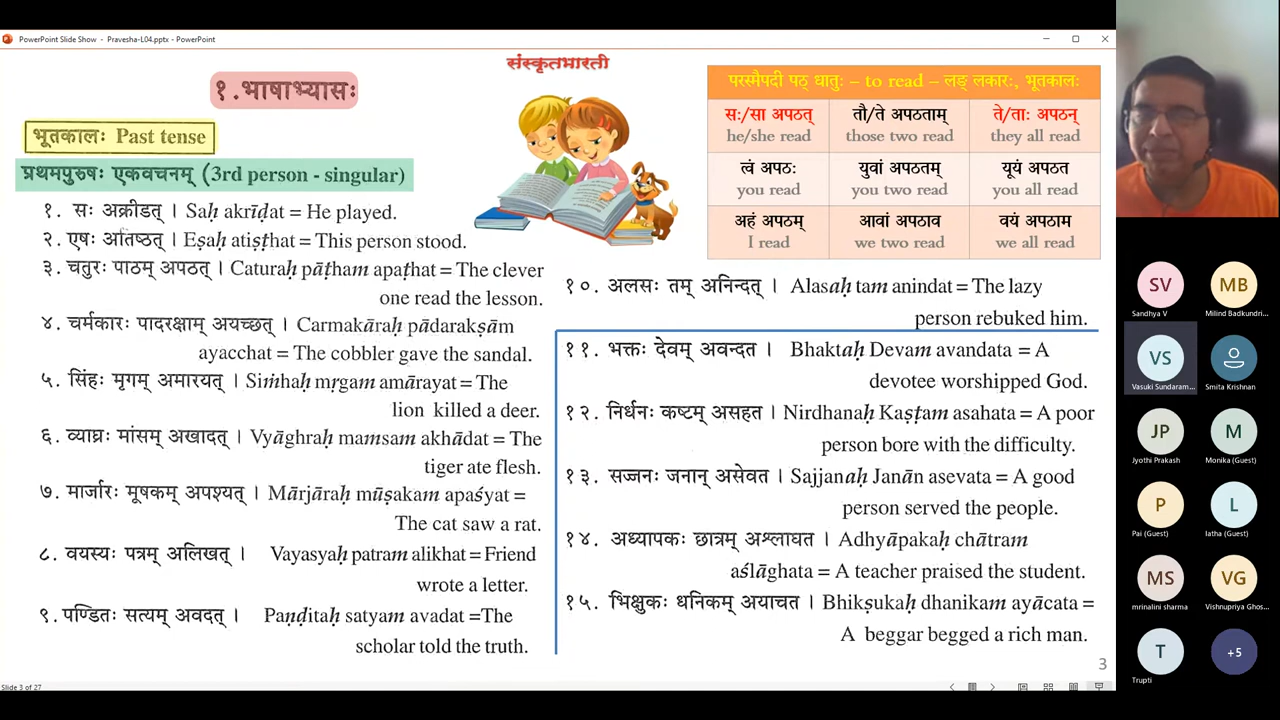 PowerPoint Slide Show - Pravesha-L04.pptx - PowerPoint
संस्कृतभारती
१.भाषाभ्यासः
भूतकालः Past tense
प्रथमपुरुषः एकवचनम् (3rd person - singular)
१. सः अक्रीडत् । Saḥ akrīḍat = He played.
२. एषः अतिष्ठत् । Eṣaḥ atiṣṭhat = This person stood.
३. चतुरः पाठम् अपठत् । Caturaḥ pāṭham apaṭhat = The clever
one read the lesson.
४. चर्मकारः पादरक्षाम् अयच्छत् । Carmakāraḥ pādarakṣām
ayacchat = The cobbler gave the sandal.
५. सिंहः मृगम् अमारयत् । Siṁhaḥ mṛgam amārayat = The
lion killed a deer.
६. व्याघ्रः मांसम् अखादत् । Vyāghraḥ mamsam akhādat = The
tiger ate flesh.
७. मार्जारः मूषकम् अपश्यत् । Mārjāraḥ mūṣakam apaśyat =
The cat saw a rat.
८. वयस्यः पत्रम् अलिखत् । Vayasyaḥ patram alikhat = Friend
wrote a letter.
९. पण्डितः सत्यम् अवदत् । Paṇḍitaḥ satyam avadat =The
scholar told the truth.
परस्मैपदी पठ् धातुः – to read – लङ् लकारः, भूतकालः
सः/सा अपठत् तौ/ते अपठताम् ते/ताः अपठन्
he/she read those two read they all read
त्वं अपठः युवां अपठतम् यूयं अपठत
you read you two read you all read
अहं अपठम् आवां अपठाव वयं अपठाम
I read we two read we all read
१०. अलसः तम् अनिन्दत् । Alasaḥ tam anindat = The lazy
person rebuked him.
११. भक्तः देवम् अवन्दत । Bhaktaḥ Devam avandata = A
devotee worshipped God.
१२. निर्धनः कष्टम् असहत । Nirdhanaḥ Kaṣṭam asahata = A poor
person bore with the difficulty.
१३. सज्जनः जनान् असेवत । Sajjanaḥ Janān asevata = A good
person served the people.
१४. अध्यापकः छात्रम् अश्लाघत । Adhyāpakaḥ chātram
aślāghata = A teacher praised the student.
१५. भिक्षुकः धनिकम् अयाचत । Bhikṣukaḥ dhanikam ayācata =
A beggar begged a rich man.
3
Slide 3 of 27
SV MB
Sandhya V Milind Badkundri...
VS
Vasuki Sundaram... Smita Krishnan
JP M
Jyothi Prakash Monika (Guest)
P L
Pai (Guest) latha (Guest)
MS VG
mrinalini sharma Vishnupriya Ghos...
T +5
Trupti